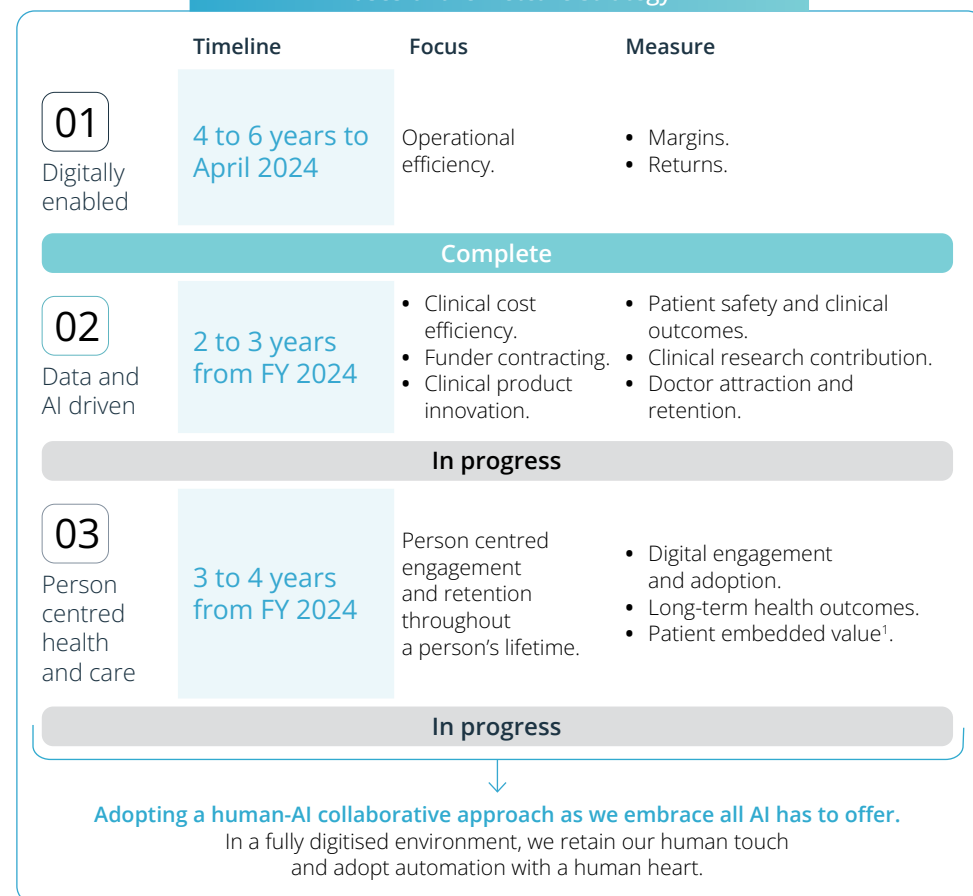 Timeline
Focus
Measure
01
Digitally
enabled
4 to 6 years to
April 2024
Operational
efficiency.
• Margins.
• Returns.
Complete
02
Data and
AI driven
2 to 3 years
from FY 2024
• Clinical cost
efficiency.
• Funder contracting.
• Clinical product
innovation.
• Patient safety and clinical
outcomes.
• Clinical research contribution.
• Doctor attraction and
retention.
In progress
03
Person
centred
health
and care
3 to 4 years
from FY 2024
Person centred
engagement
and retention
throughout
a person’s lifetime.
• Digital engagement
and adoption.
• Long-term health outcomes.
• Patient embedded value¹.
In progress
Adopting a human-AI collaborative approach as we embrace all AI has to offer.
In a fully digitised environment, we retain our human touch
and adopt automation with a human heart.